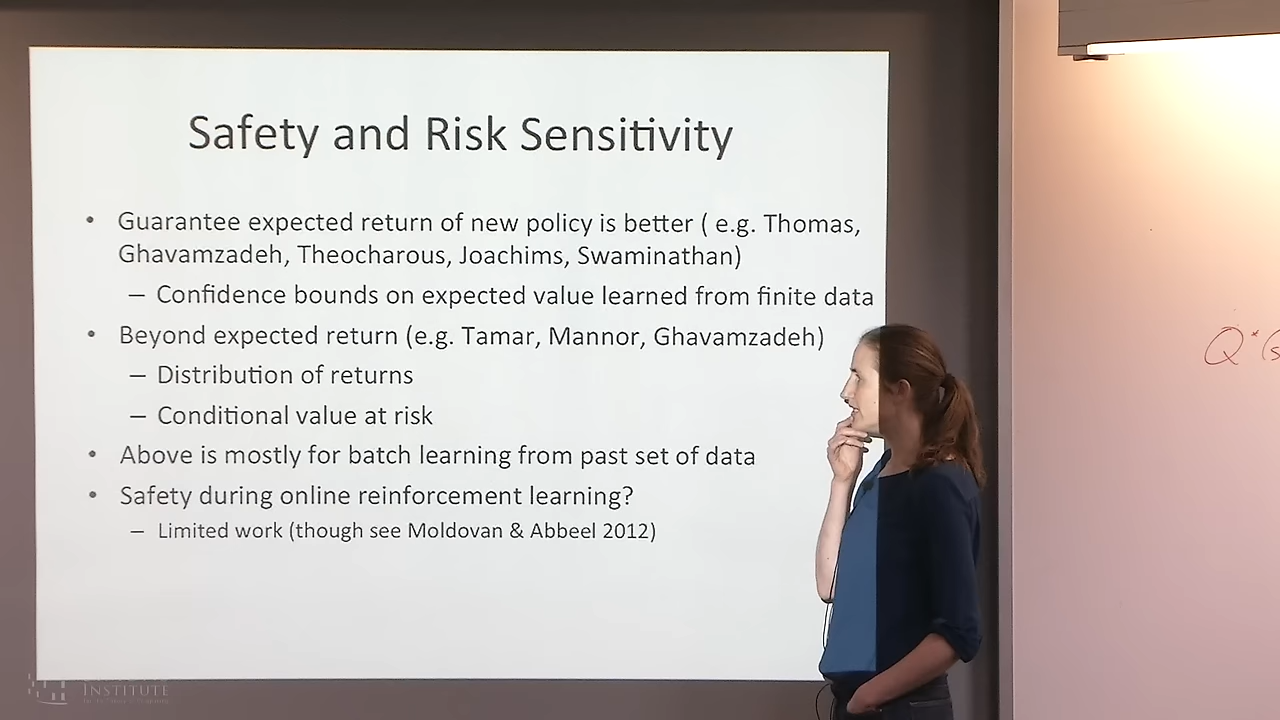 Safety and Risk Sensitivity
• Guarantee expected return of new policy is better ( e.g. Thomas,
Ghavamzadeh, Theocharous, Joachims, Swaminathan)
– Confidence bounds on expected value learned from finite data
• Beyond expected return (e.g. Tamar, Mannor, Ghavamzadeh)
– Distribution of returns
– Conditional value at risk
• Above is mostly for batch learning from past set of data
• Safety during online reinforcement learning?
– Limited work (though see Moldovan & Abbeel 2012)
Q*(s
INSTITUTE